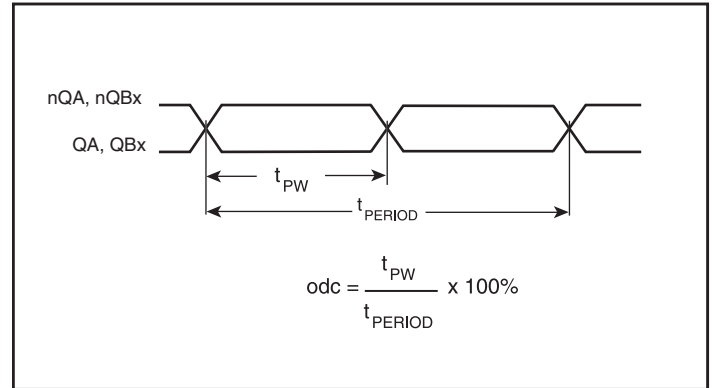 nQA, nQBx
QA, QBx
tPW
tPERIOD
odc = tPW / tPERIOD x 100%